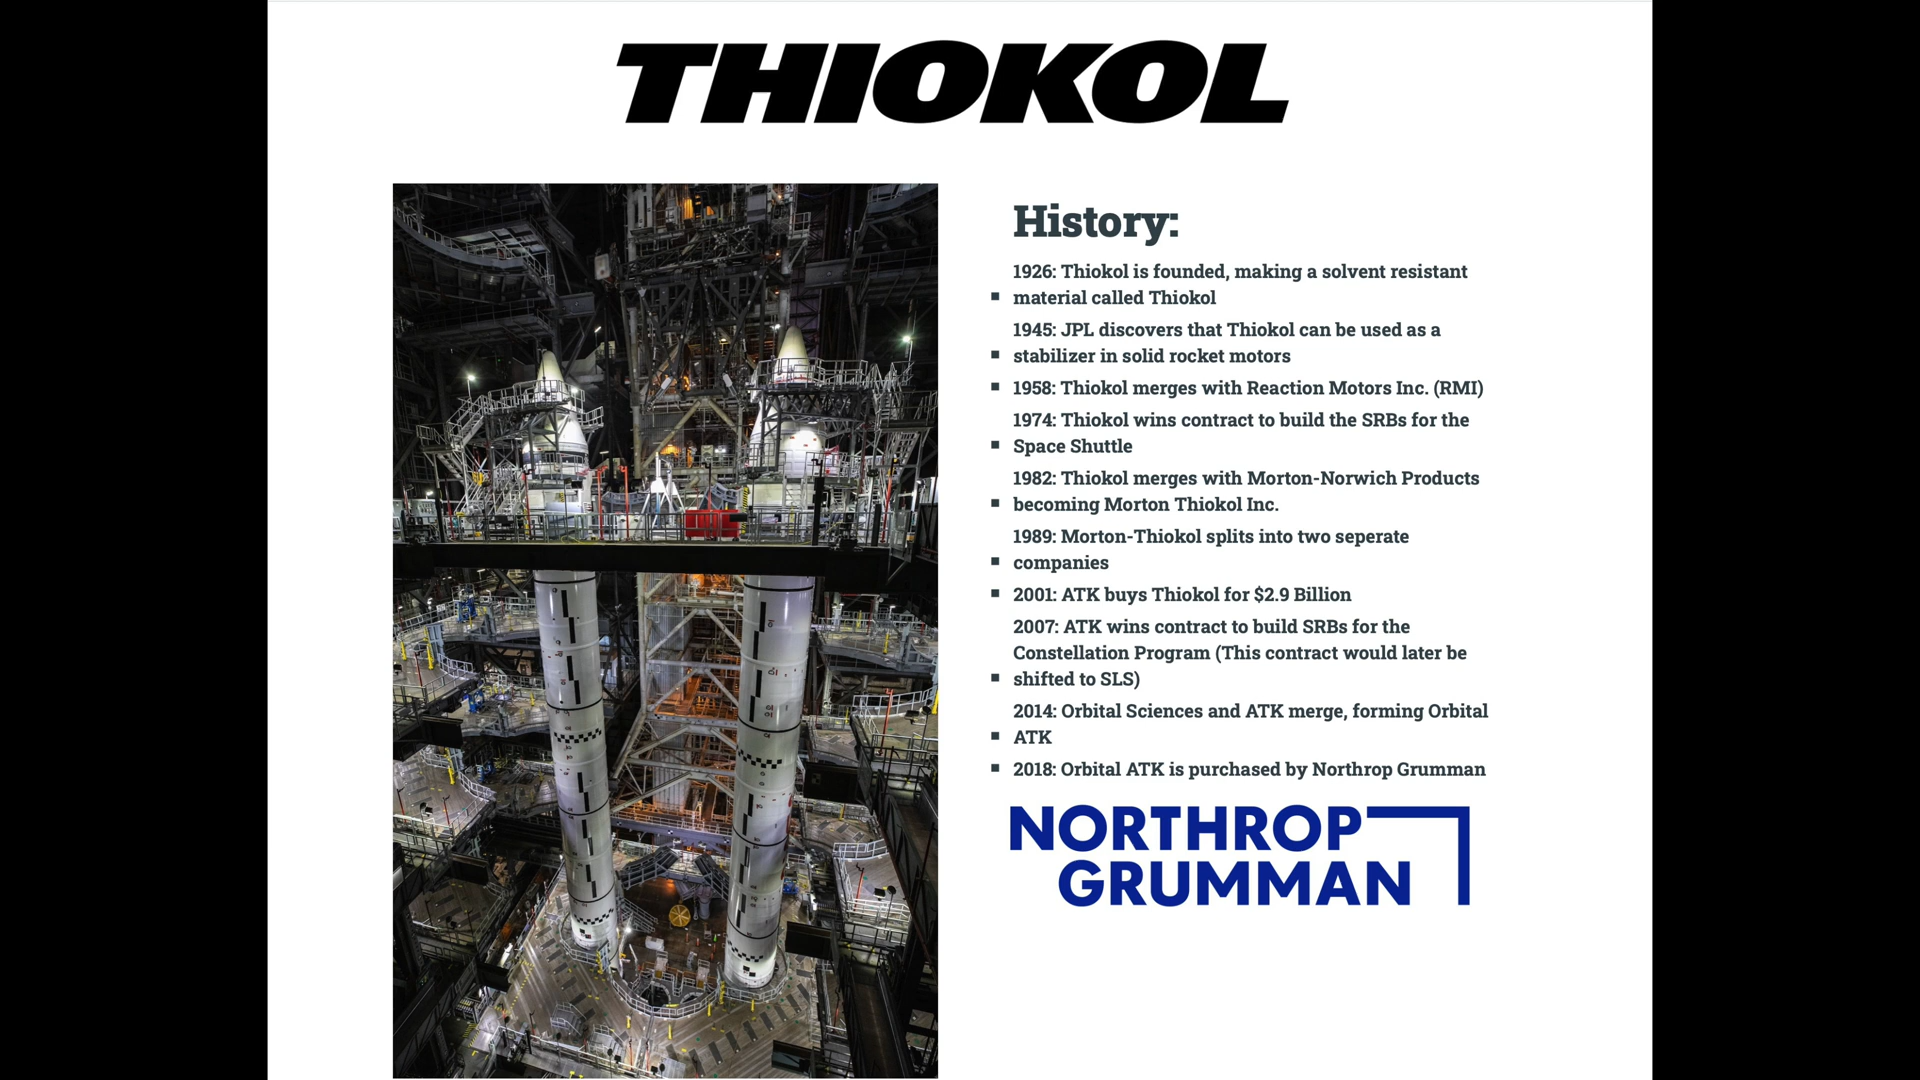 THIOKOL
History:
1926: Thiokol is founded, making a solvent resistant
material called Thiokol
1945: JPL discovers that Thiokol can be used as a
stabilizer in solid rocket motors
1958: Thiokol merges with Reaction Motors Inc. (RMI)
1974: Thiokol wins contract to build the SRBs for the
Space Shuttle
1982: Thiokol merges with Morton-Norwich Products
becoming Morton Thiokol Inc.
1989: Morton-Thiokol splits into two seperate
companies
2001: ATK buys Thiokol for $2.9 Billion
2007: ATK wins contract to build SRBs for the
Constellation Program (This contract would later be
shifted to SLS)
2014: Orbital Sciences and ATK merge, forming Orbital
ATK
2018: Orbital ATK is purchased by Northrop Grumman
NORTHROP
GRUMMAN